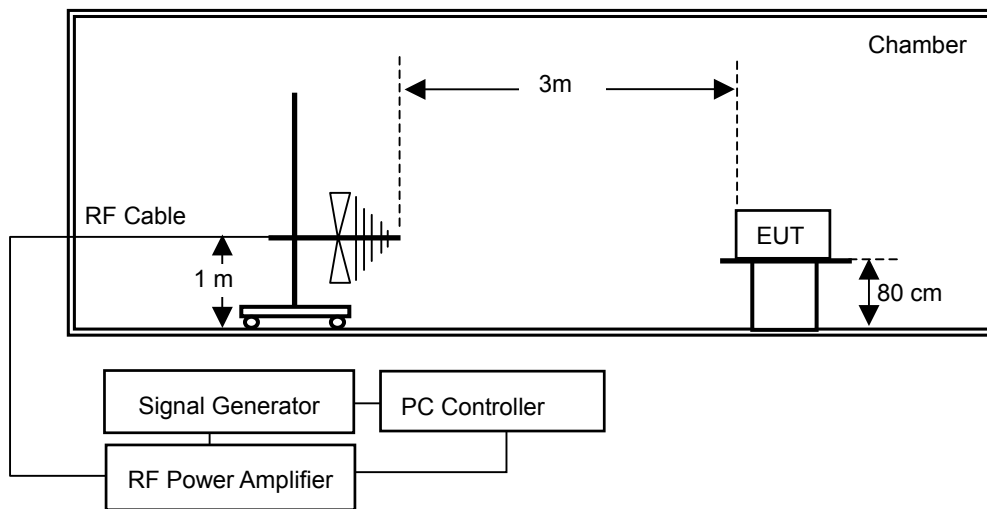 Chamber
3m
RF Cable
EUT
1 m
80 cm
Signal Generator
PC Controller
RF Power Amplifier